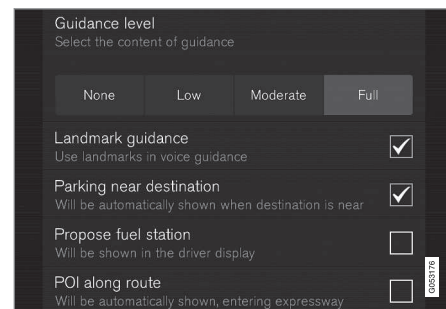 Guidance level
Select the content of guidance
None Low Moderate Full
Landmark guidance
Use landmarks in voice guidance
Parking near destination
Will be automatically shown when destination is near
Propose fuel station
Will be shown in the driver display
POI along route
Will be automatically shown, entering expressway
G053176